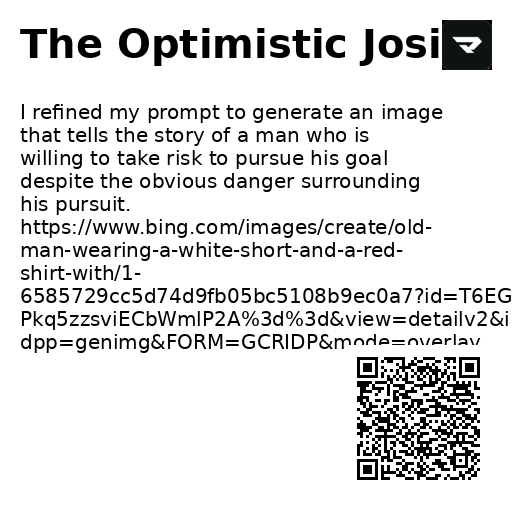 The Optimistic Josi
I refined my prompt to generate an image
that tells the story of a man who is
willing to take risk to pursue his goal
despite the obvious danger surrounding
his pursuit.
https://www.bing.com/images/create/old-
man-wearing-a-white-short-and-a-red-
shirt-with/1-
6585729cc5d74d9fb05bc5108b9ec0a7?id=T6EG
Pkq5zzsviECbWmlP2A%3d%3d&view=detailv2&i
dpp=genimg&FORM=GCRIDP&mode=overlay